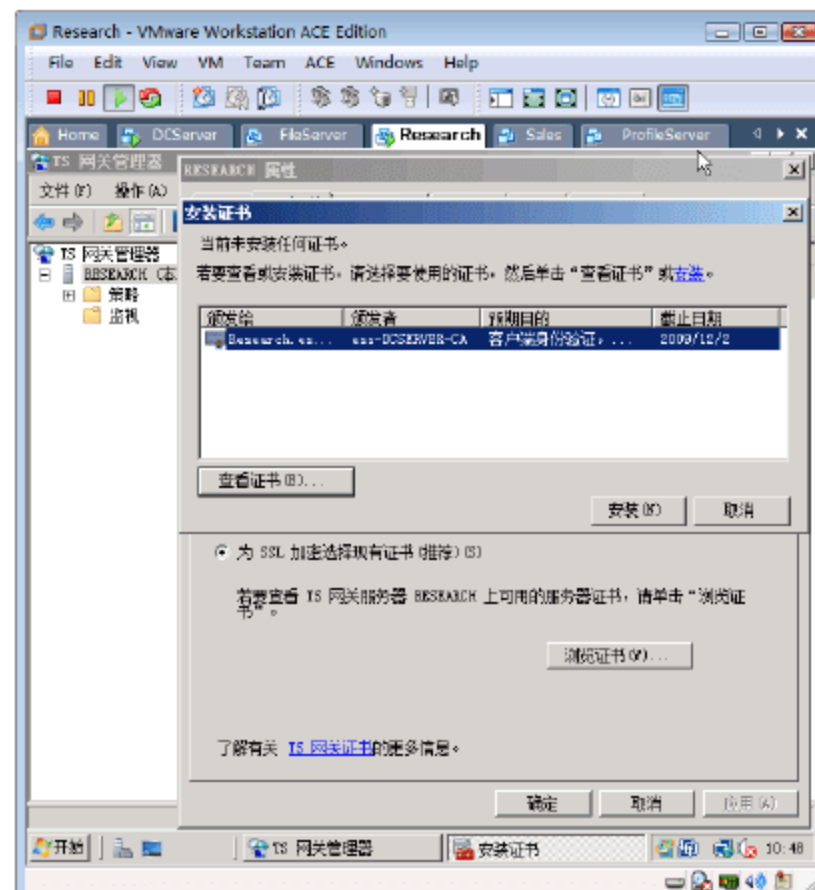 Research - VMware Workstation ACE Edition
File Edit View VM Team ACE Windows Help
Home DCServer FileServer Research Sales ProfileServer
TS 网关管理器
RESEARCH 属性
文件(F) 操作(A)
安装证书
当前未安装任何证书。
若要查看或安装证书，请选择要使用的证书，然后单击“查看证书”或安装。
TS 网关管理器
RESEARCH (本
策略
监视
颁发给 颁发者 预期目的 截止日期
Research.es... ess-DCSERVER-CA 客户端身份验证，... 2009/12/2
查看证书(E)...
安装(N) 取消
为 SSL 加密选择现有证书(推荐)(S)
若要查看 TS 网关服务器 RESEARCH 上可用的服务器证书，请单击“浏览证
书”。
浏览证书(W)...
了解有关 TS 网关证书的更多信息。
确定 取消 应用(A)
开始 TS 网关管理器 安装证书 10:48